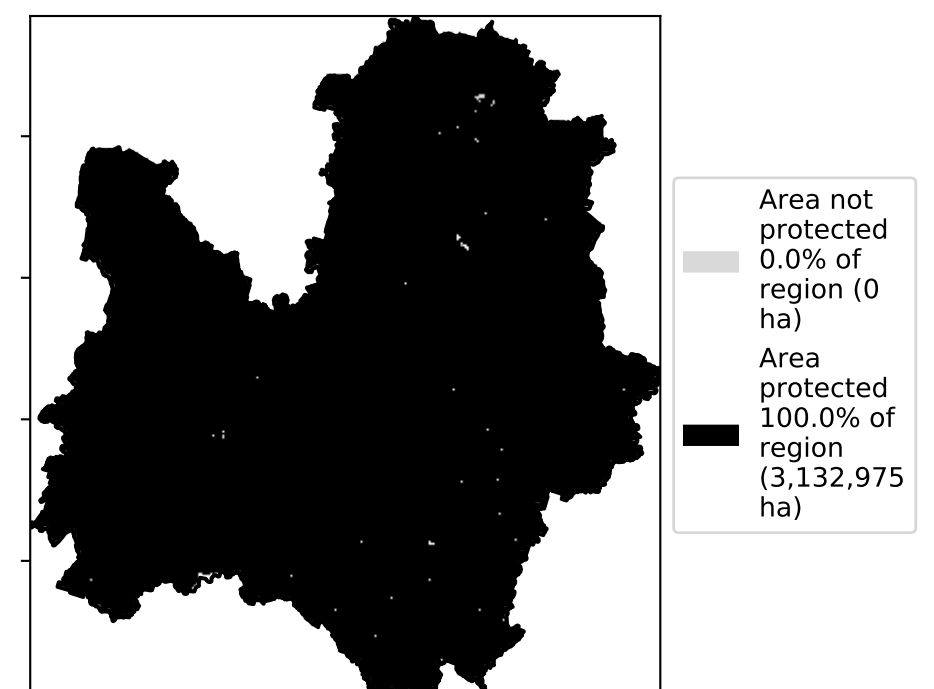 Area not
protected
0.0% of
region (0
ha)
Area
protected
100.0% of
region
(3,132,975
ha)